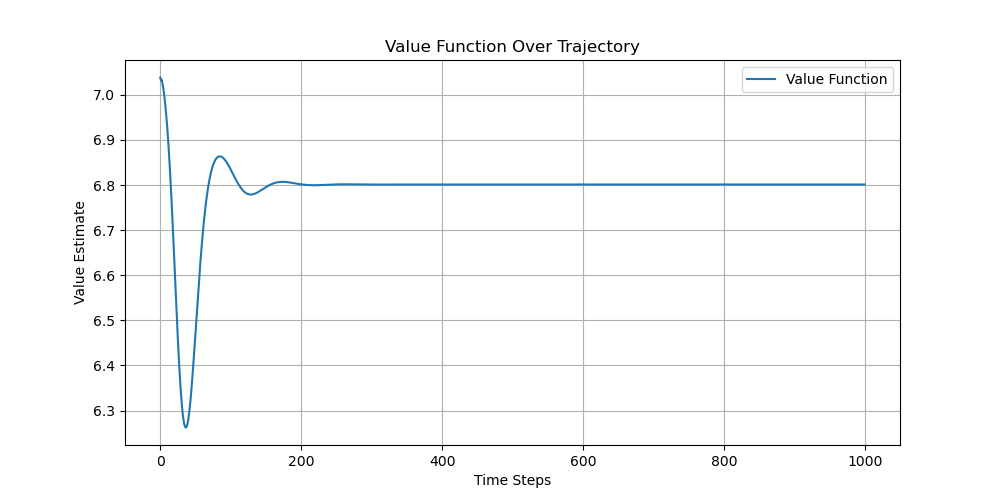 Value Function Over Trajectory
Value Function
7.0
6.9
6.8
6.7
6.6
6.5
6.4
6.3
Value Estimate
0 200 400 600 800 1000
Time Steps